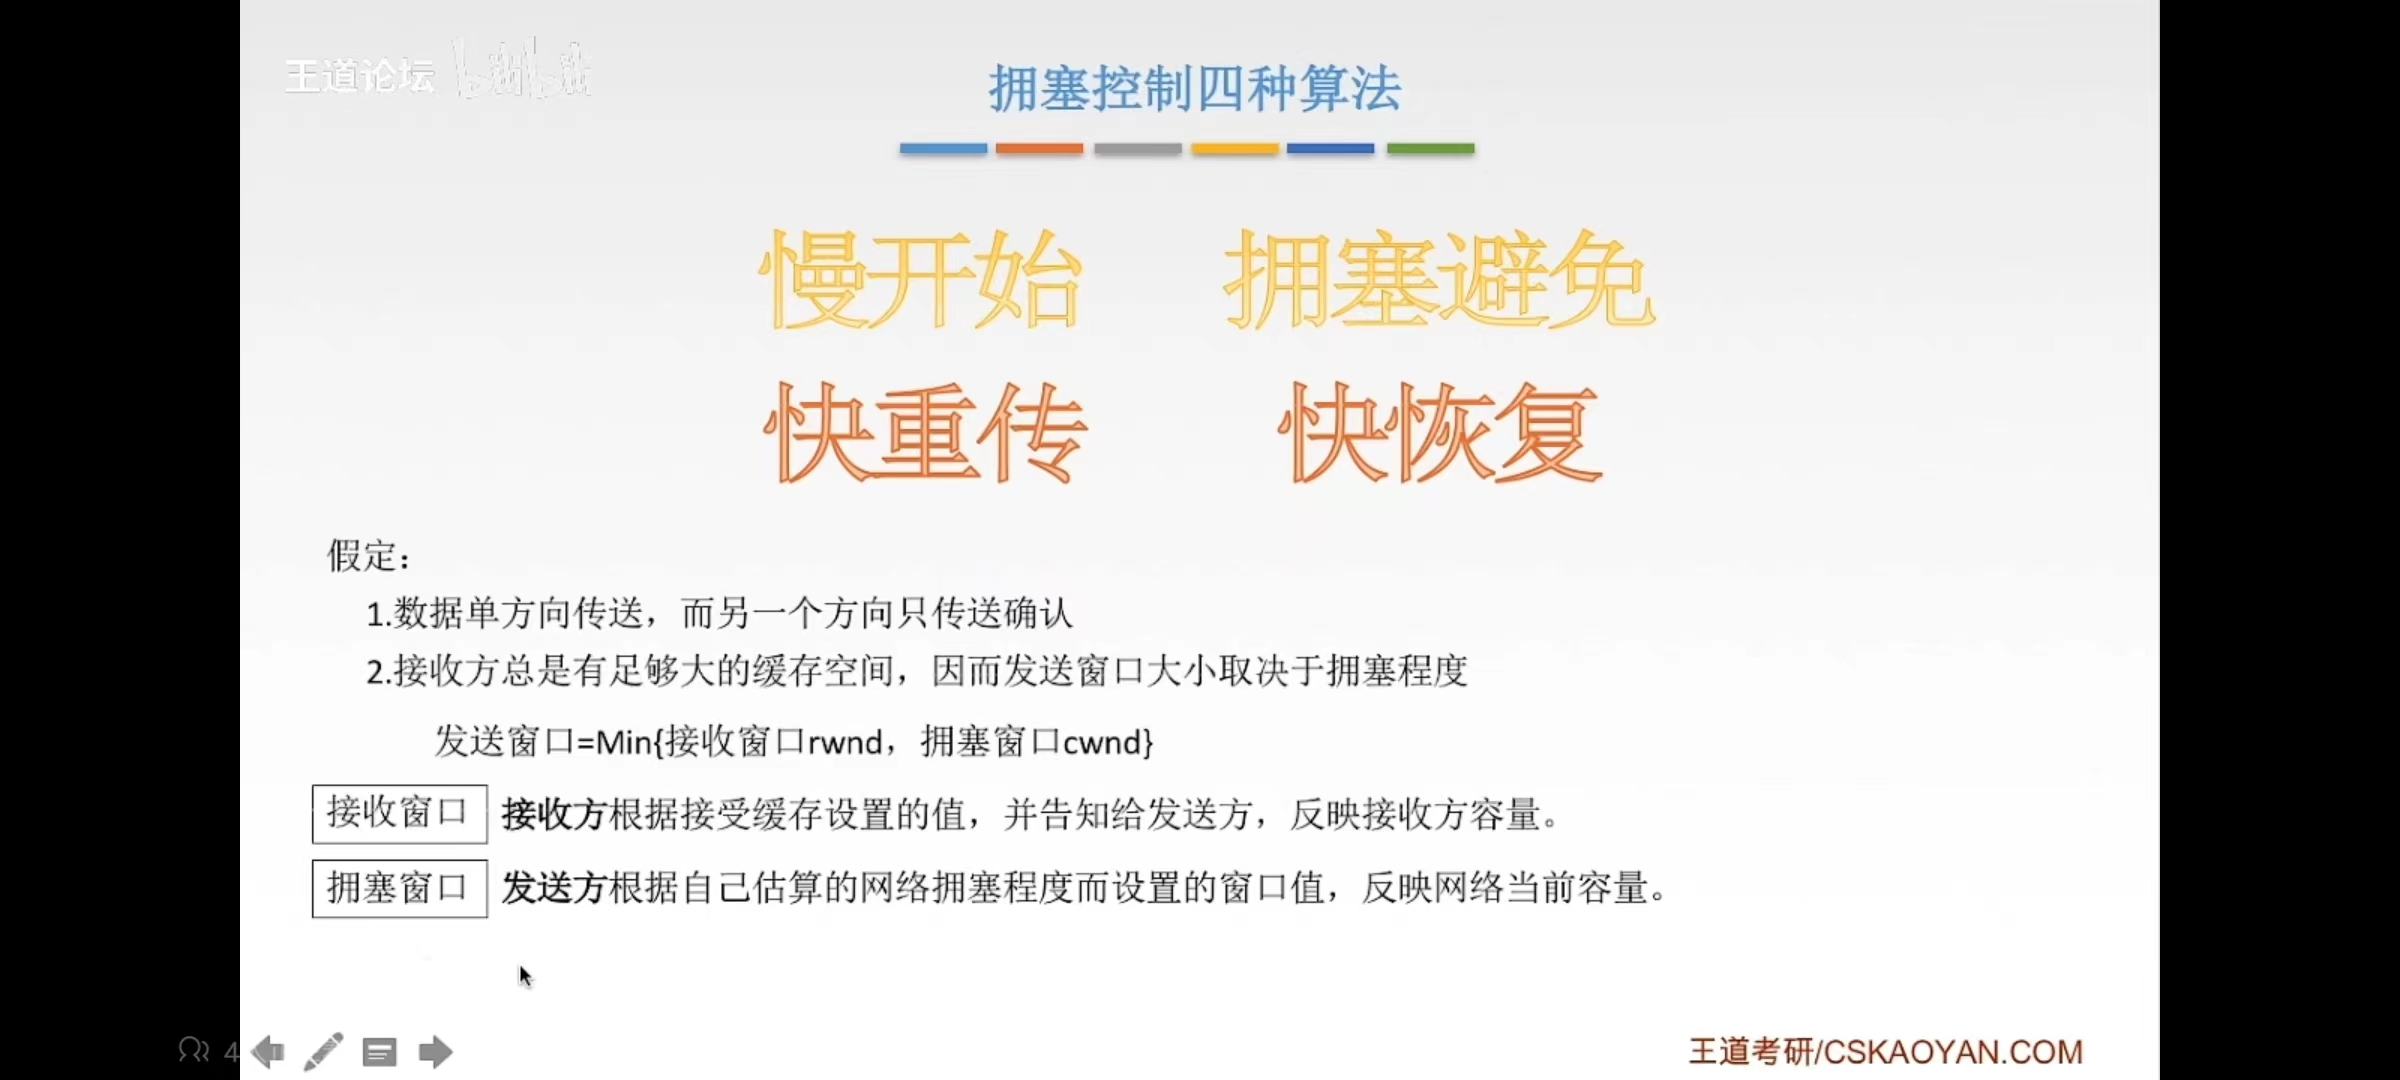 王道论坛 bilibili
拥塞控制四种算法
慢开始 拥塞避免
快重传 快恢复
假定：
1.数据单方向传送，而另一个方向只传送确认
2.接收方总是有足够大的缓存空间，因而发送窗口大小取决于拥塞程度
发送窗口=Min{接收窗口rwnd，拥塞窗口cwnd}
接收窗口 接收方根据接受缓存设置的值，并告知给发送方，反映接收方容量。
拥塞窗口 发送方根据自己估算的网络拥塞程度而设置的窗口值，反映网络当前容量。
4
王道考研/CSKAOYAN.COM